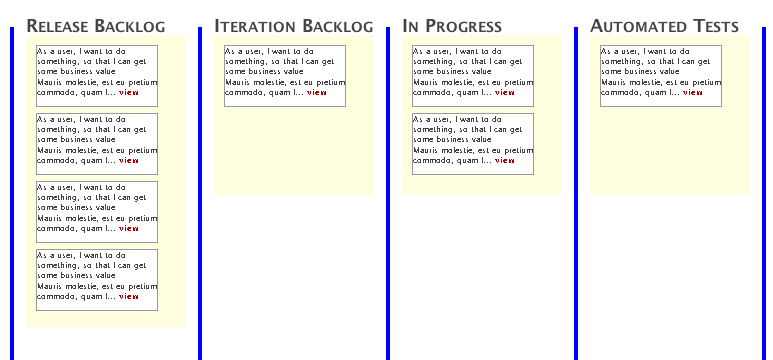 RELEASE BACKLOG
As a user, I want to do
something, so that I can get
some business value
Mauris molestie, est eu pretium
commodo, quam l... view
As a user, I want to do
something, so that I can get
some business value
Mauris molestie, est eu pretium
commodo, quam l... view
As a user, I want to do
something, so that I can get
some business value
Mauris molestie, est eu pretium
commodo, quam l... view
As a user, I want to do
something, so that I can get
some business value
Mauris molestie, est eu pretium
commodo, quam l... view
ITERATION BACKLOG
As a user, I want to do
something, so that I can get
some business value
Mauris molestie, est eu pretium
commodo, quam l... view
IN PROGRESS
As a user, I want to do
something, so that I can get
some business value
Mauris molestie, est eu pretium
commodo, quam l... view
As a user, I want to do
something, so that I can get
some business value
Mauris molestie, est eu pretium
commodo, quam l... view
AUTOMATED TESTS
As a user, I want to do
something, so that I can get
some business value
Mauris molestie, est eu pretium
commodo, quam l... view